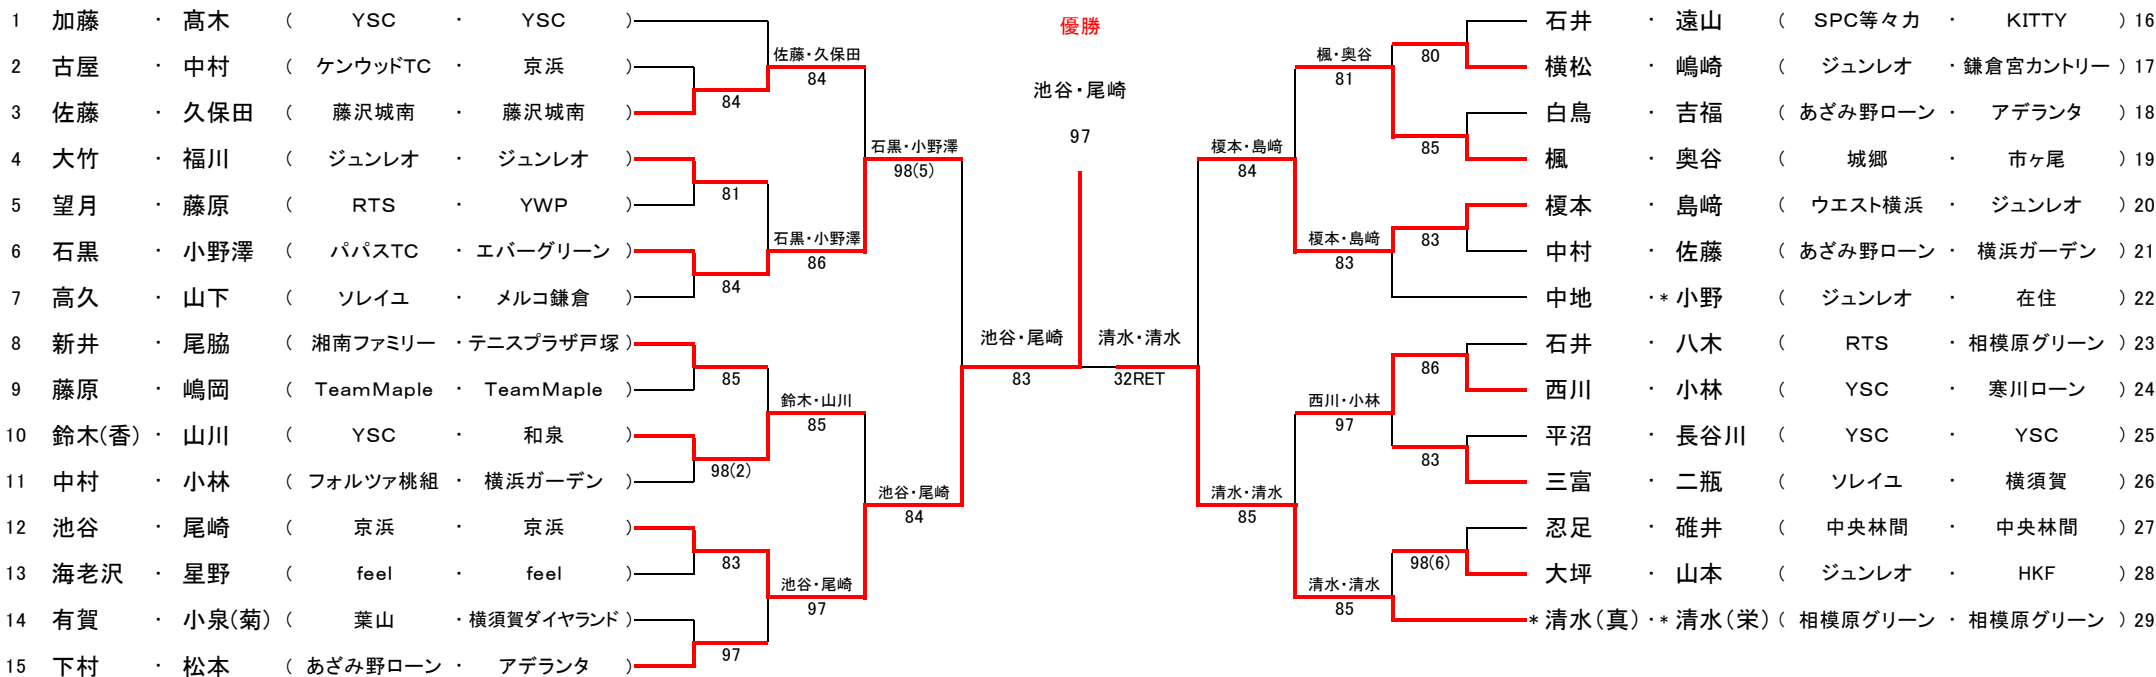 優勝
池谷・尾崎
97
1 加藤 ・ 髙木 ( YSC ・ YSC )
2 古屋 ・ 中村 ( ケンウッドTC ・ 京浜 )
3 佐藤 ・ 久保田 ( 藤沢城南 ・ 藤沢城南 )
4 大竹 ・ 福川 ( ジュンレオ ・ ジュンレオ )
5 望月 ・ 藤原 ( RTS ・ YWP )
6 石黒 ・ 小野澤 ( パパスTC ・ エバーグリーン )
7 高久 ・ 山下 ( ソレイユ ・ メルコ鎌倉 )
8 新井 ・ 尾脇 ( 湘南ファミリー ・ テニスプラザ戸塚 )
9 藤原 ・ 嶋岡 ( TeamMaple ・ TeamMaple )
10 鈴木(香) ・ 山川 ( YSC ・ 和泉 )
11 中村 ・ 小林 ( フォルツァ桃組 ・ 横浜ガーデン )
12 池谷 ・ 尾崎 ( 京浜 ・ 京浜 )
13 海老沢 ・ 星野 ( feel ・ feel )
14 有賀 ・ 小泉(菊) ( 葉山 ・ 横須賀ダイヤランド )
15 下村 ・ 松本 ( あざみ野ローン ・ アデランタ )
84
81
84
85
98(2)
83
97
佐藤・久保田
84
石黒・小野澤
86
鈴木・山川
85
池谷・尾崎
97
石黒・小野澤
98(5)
池谷・尾崎
84
池谷・尾崎
83
清水・清水
32RET
榎本・島﨑
84
清水・清水
85
楓・奥谷
81
榎本・島﨑
83
西川・小林
97
清水・清水
85
80
85
83
86
83
98(6)
石井 ・ 遠山 ( SPC等々力 ・ KITTY ) 16
横松 ・ 嶋崎 ( ジュンレオ ・ 鎌倉宮カントリー ) 17
白鳥 ・ 吉福 ( あざみ野ローン ・ アデランタ ) 18
楓 ・ 奥谷 ( 城郷 ・ 市ヶ尾 ) 19
榎本 ・ 島﨑 ( ウエスト横浜 ・ ジュンレオ ) 20
中村 ・ 佐藤 ( あざみ野ローン ・ 横浜ガーデン ) 21
中地 ・* 小野 ( ジュンレオ ・ 在住 ) 22
石井 ・ 八木 ( RTS ・ 相模原グリーン ) 23
西川 ・ 小林 ( YSC ・ 寒川ローン ) 24
平沼 ・ 長谷川 ( YSC ・ YSC ) 25
三富 ・ 二瓶 ( ソレイユ ・ 横須賀 ) 26
忍足 ・ 碓井 ( 中央林間 ・ 中央林間 ) 27
大坪 ・ 山本 ( ジュンレオ ・ HKF ) 28
* 清水(真) ・* 清水(栄) ( 相模原グリーン ・ 相模原グリーン ) 29